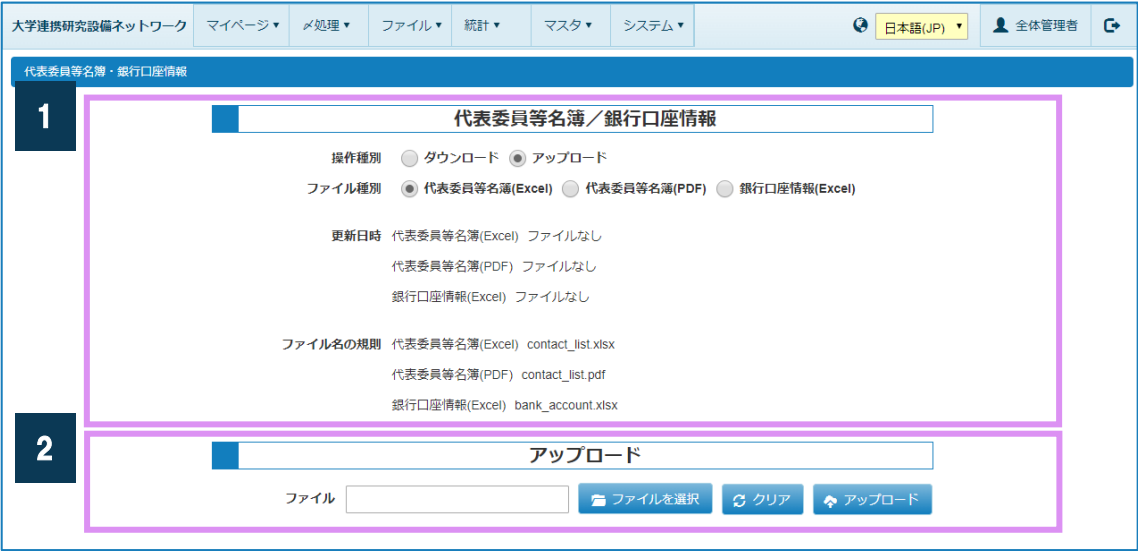 大学連携研究設備ネットワーク マイページ▼ 〆処理▼ ファイル▼ 統計▼ マスタ▼ システム▼ 日本語(JP) 全体管理者
代表委員等名簿・銀行口座情報
1
代表委員等名簿／銀行口座情報
操作種別 ダウンロード アップロード
ファイル種別 代表委員等名簿(Excel) 代表委員等名簿(PDF) 銀行口座情報(Excel)
更新日時 代表委員等名簿(Excel) ファイルなし
代表委員等名簿(PDF) ファイルなし
銀行口座情報(Excel) ファイルなし
ファイル名の規則 代表委員等名簿(Excel) contact_list.xlsx
代表委員等名簿(PDF) contact_list.pdf
銀行口座情報(Excel) bank_account.xlsx
2
アップロード
ファイル ファイルを選択 クリア アップロード